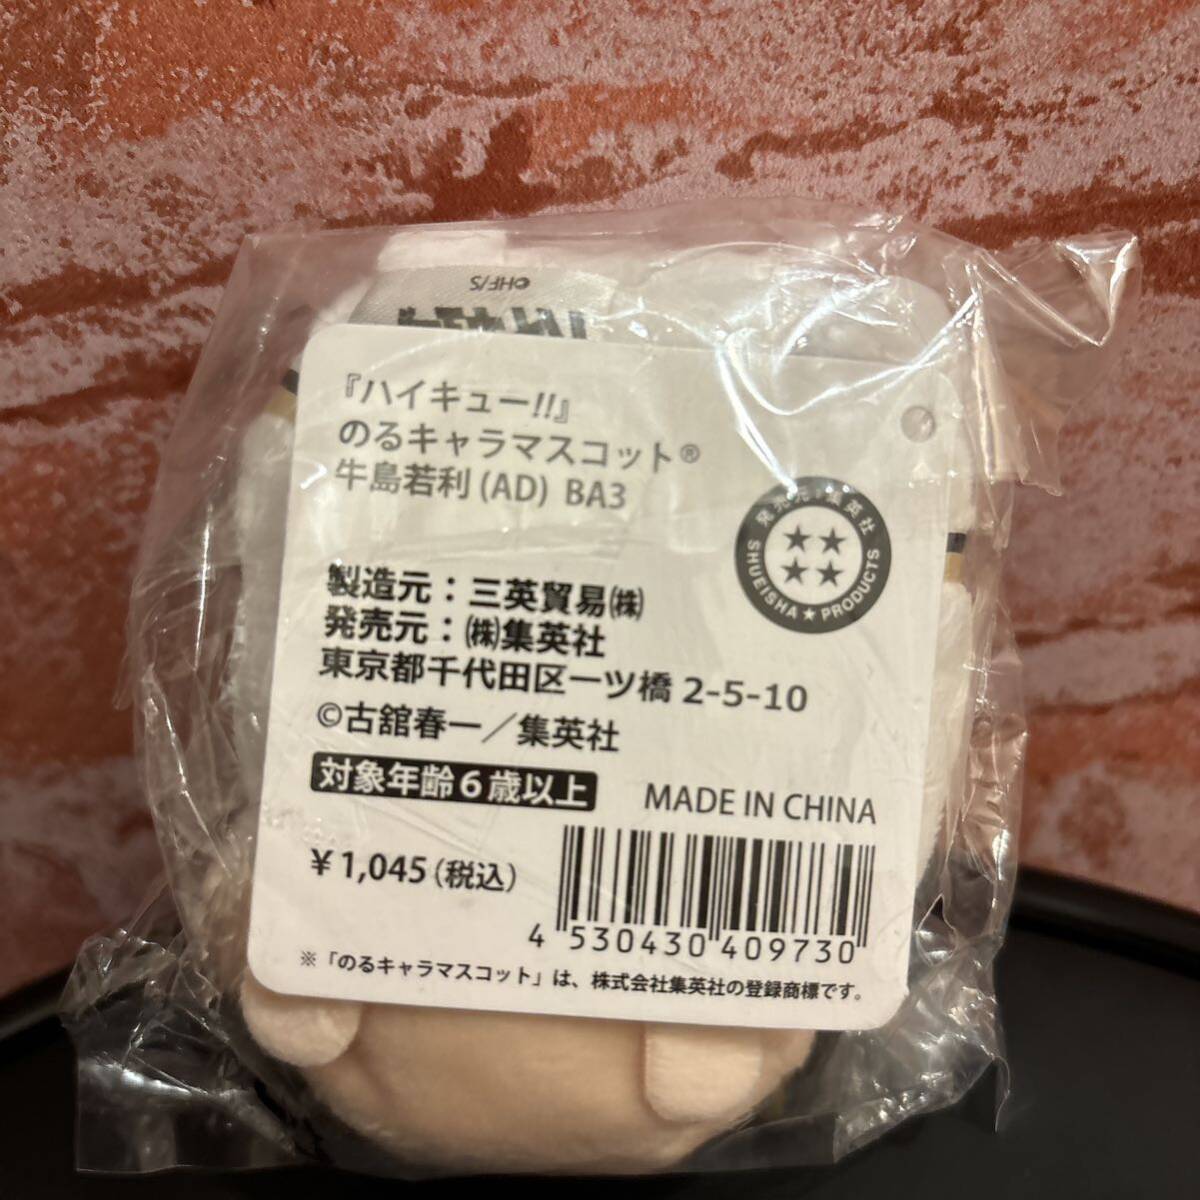 ©HF/S
『ハイキュー!!』
のるキャラマスコット®
牛島若利 (AD) BA3
発売元・集英社
SHUEISHA ★ PRODUCTS
製造元：三英貿易㈱
発売元：㈱集英社
東京都千代田区一ツ橋 2-5-10
©古舘春一／集英社
対象年齢６歳以上
MADE IN CHINA
¥ 1,045 (税込)
4 530430 409730
※「のるキャラマスコット」は、株式会社集英社の登録商標です。